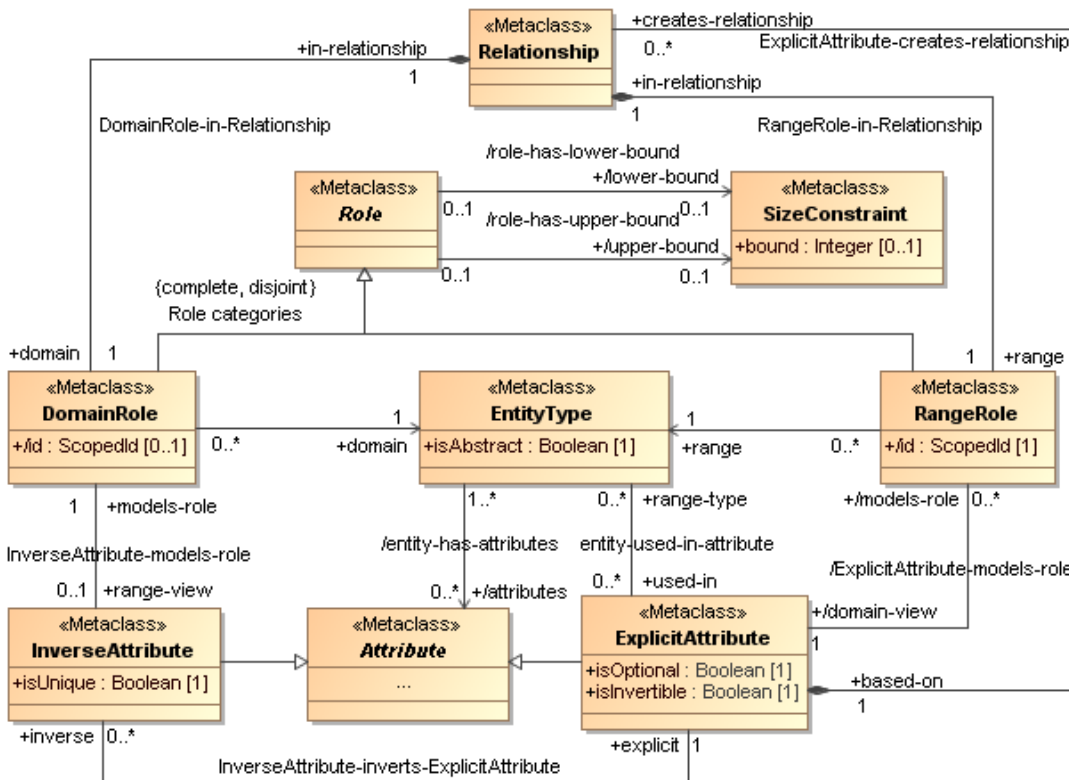 «Metaclass»
Relationship
+creates-relationship
0..*
ExplicitAttribute-creates-relationship
+in-relationship
1
+in-relationship
1
DomainRole-in-Relationship
RangeRole-in-Relationship
/role-has-lower-bound
+/lower-bound
0..1
0..1
/role-has-upper-bound
+/upper-bound
0..1
0..1
«Metaclass»
Role
«Metaclass»
SizeConstraint
+bound : Integer [0..1]
{complete, disjoint}
Role categories
+domain
1
1
+range
«Metaclass»
DomainRole
+/id : ScopedId [0..1]
0..*
1
+domain
«Metaclass»
EntityType
+isAbstract : Boolean [1]
1
+range
0..*
«Metaclass»
RangeRole
+/id : ScopedId [1]
1
+models-role
InverseAttribute-models-role
0..1
+range-view
1..*
/entity-has-attributes
0..*
+/attributes
0..*
+range-type
entity-used-in-attribute
0..*
+used-in
+/models-role
0..*
/ExplicitAttribute-models-role
+/domain-view
1
«Metaclass»
InverseAttribute
+isUnique : Boolean [1]
«Metaclass»
Attribute
...
«Metaclass»
ExplicitAttribute
+isOptional : Boolean [1]
+isInvertible : Boolean [1]
+based-on
1
+inverse
0..*
+explicit
1
InverseAttribute-inverts-ExplicitAttribute